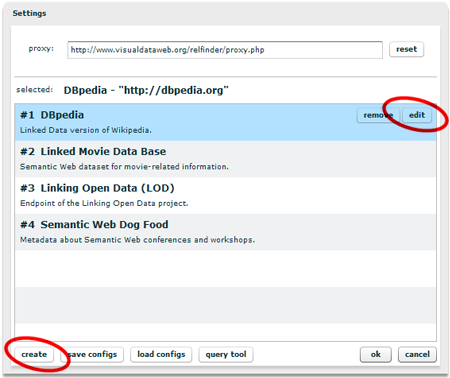 Settings
proxy: http://www.visualdataweb.org/relfinder/proxy.php reset
selected: DBpedia - "http://dbpedia.org"
#1 DBpedia remove edit
Linked Data version of Wikipedia.
#2 Linked Movie Data Base
Semantic Web dataset for movie-related information.
#3 Linking Open Data (LOD)
Endpoint of the Linking Open Data project.
#4 Semantic Web Dog Food
Metadata about Semantic Web conferences and workshops.
create save configs load configs query tool ok cancel